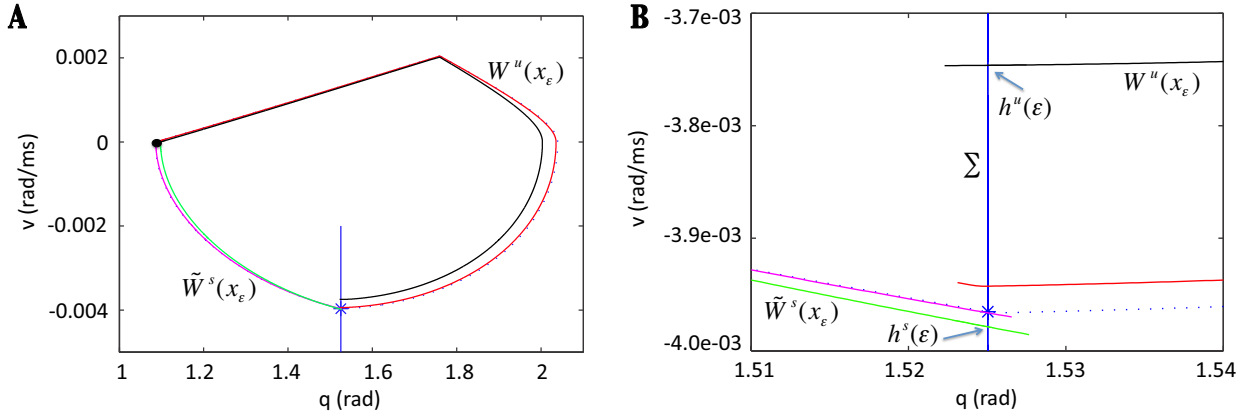 A
v (rad/ms)
0.002
0
-0.002
-0.004
1
1.2
1.4
1.6
1.8
2
q (rad)
W^u(x_ε)
W̃^s(x_ε)
B
v (rad/ms)
-3.7e-03
-3.8e-03
-3.9e-03
-4.0e-03
1.51
1.52
1.53
1.54
q (rad)
W^u(x_ε)
h^u(ε)
Σ
W̃^s(x_ε)
h^s(ε)